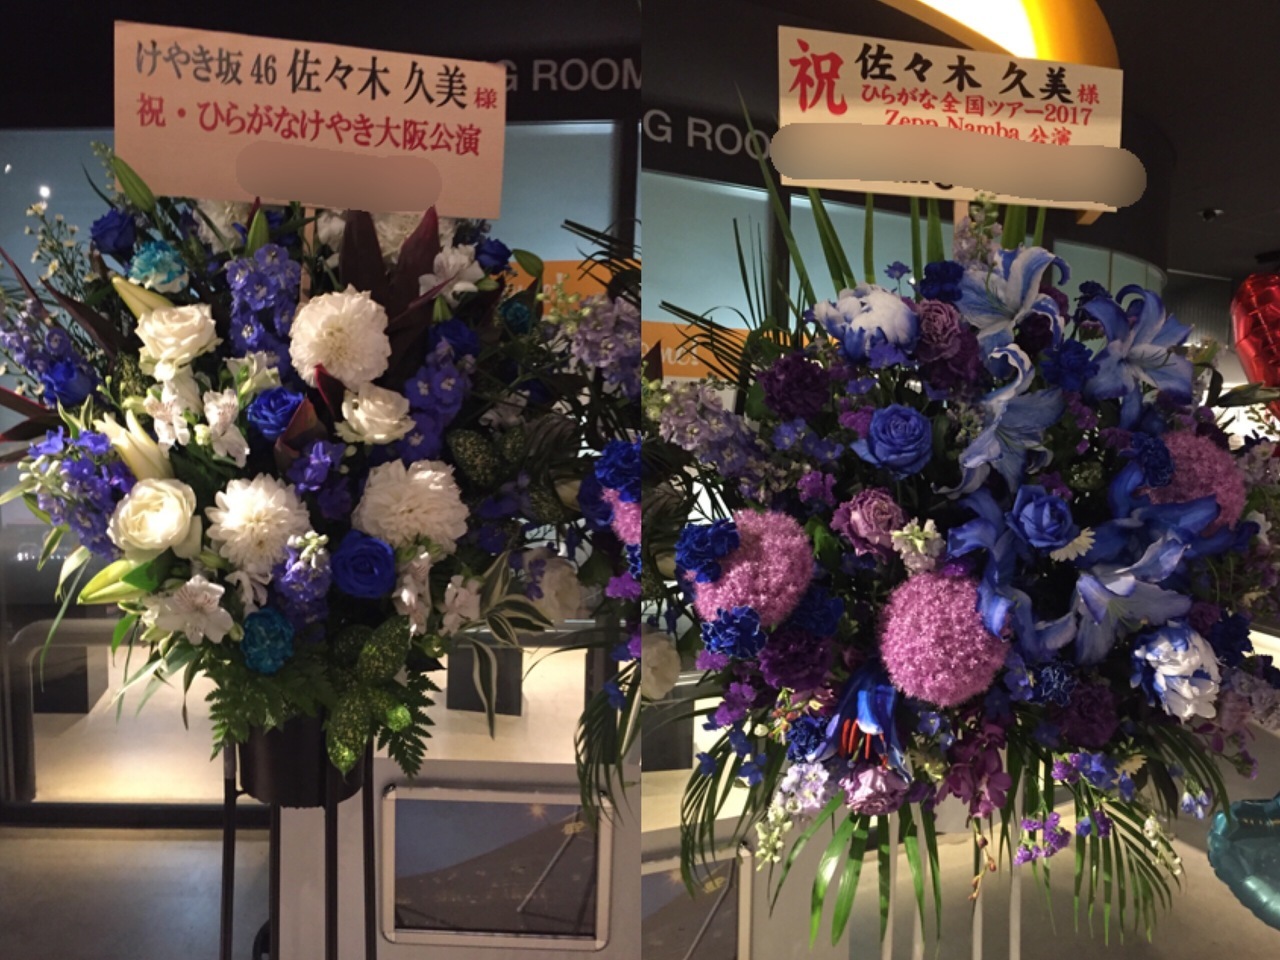 けやき坂46 佐々木 久美 様
祝・ひらがなけやき大阪公演
G ROOM
祝 佐々木 久美様
ひらがな全国ツアー2017
Zepp Namba 公演
G ROO